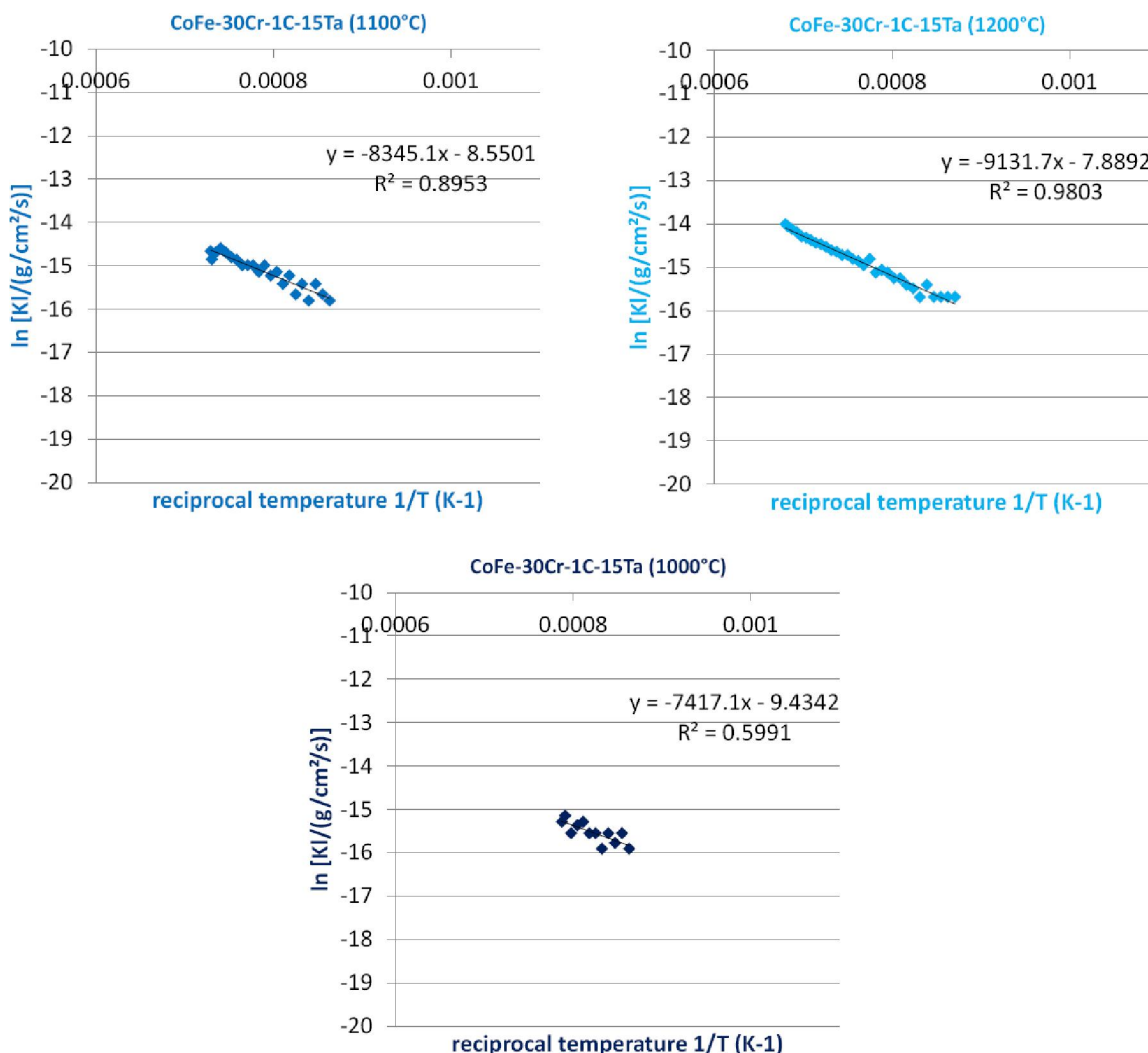 CoFe-30Cr-1C-15Ta (1100°C)
-10
0.0006 0.0008 0.001
-11
-12
y = -8345.1x - 8.5501
R² = 0.8953
-13
-14
-15
-16
-17
-18
-19
-20
ln [Kl/(g/cm²/s)]
reciprocal temperature 1/T (K-1)
CoFe-30Cr-1C-15Ta (1200°C)
-10
0.0006 0.0008 0.001
-11
-12
y = -9131.7x - 7.8892
R² = 0.9803
-13
-14
-15
-16
-17
-18
-19
-20
ln [Kl/(g/cm²/s)]
reciprocal temperature 1/T (K-1)
CoFe-30Cr-1C-15Ta (1000°C)
-10
0.0006 0.0008 0.001
-11
-12
y = -7417.1x - 9.4342
R² = 0.5991
-13
-14
-15
-16
-17
-18
-19
-20
ln [Kl/(g/cm²/s)]
reciprocal temperature 1/T (K-1)